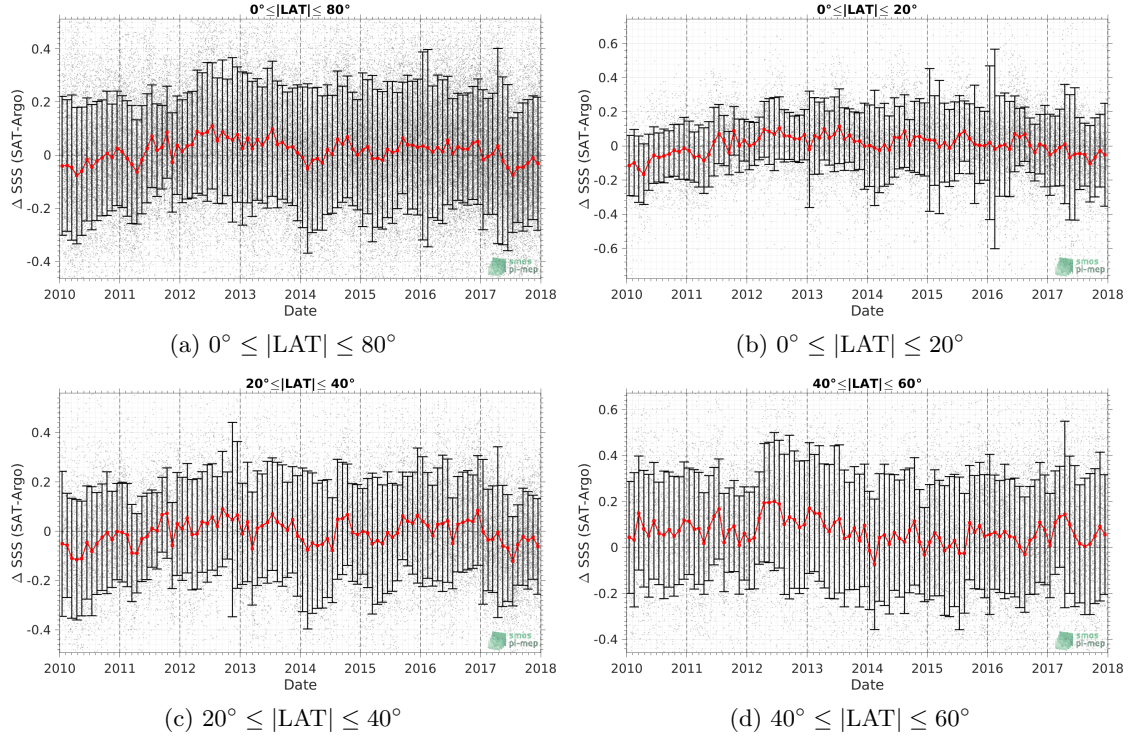 0°≤|LAT|≤ 80°
Δ SSS (SAT-Argo)
0.4
0.2
0
-0.2
-0.4
2010 2011 2012 2013 2014 2015 2016 2017 2018
Date
smos
pi-mep
(a) 0° ≤ |LAT| ≤ 80°
0°≤|LAT|≤ 20°
Δ SSS (SAT-Argo)
0.6
0.4
0.2
0
-0.2
-0.4
-0.6
2010 2011 2012 2013 2014 2015 2016 2017 2018
Date
smos
pi-mep
(b) 0° ≤ |LAT| ≤ 20°
20°≤|LAT|≤ 40°
Δ SSS (SAT-Argo)
0.4
0.2
0
-0.2
-0.4
2010 2011 2012 2013 2014 2015 2016 2017 2018
Date
smos
pi-mep
(c) 20° ≤ |LAT| ≤ 40°
40°≤|LAT|≤ 60°
Δ SSS (SAT-Argo)
0.6
0.4
0.2
0
-0.2
-0.4
2010 2011 2012 2013 2014 2015 2016 2017 2018
Date
smos
pi-mep
(d) 40° ≤ |LAT| ≤ 60°